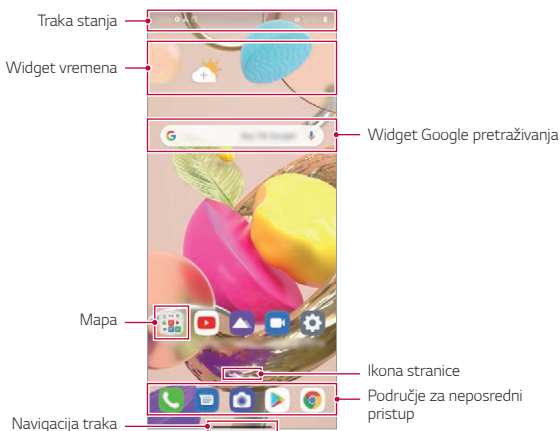 Traka stanja
Widget vremena
Widget Google pretraživanja
Mapa
Ikona stranice
Područje za neposredni
pristup
Navigacija traka